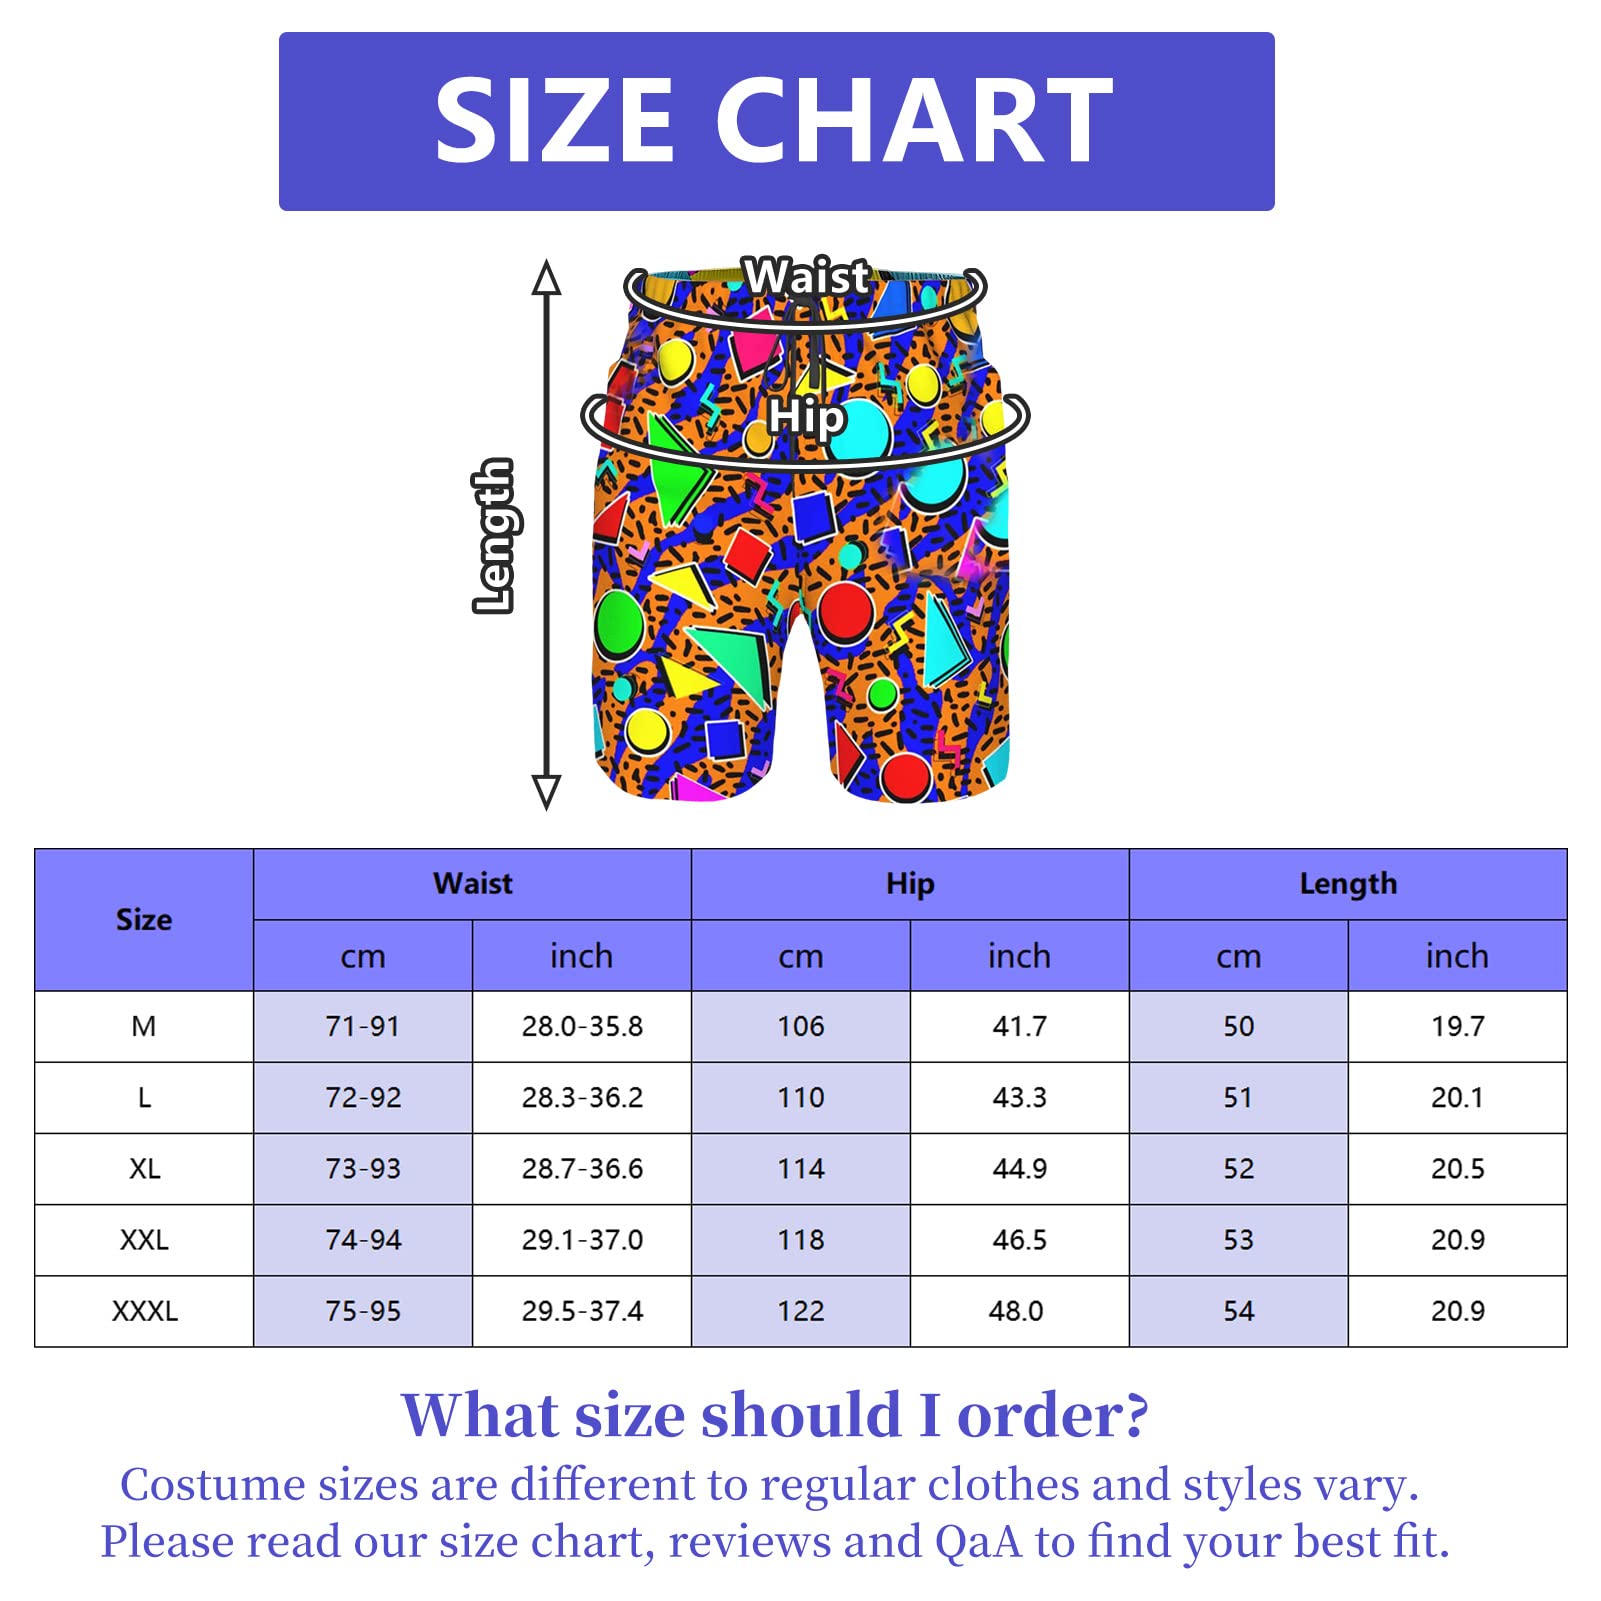 SIZE CHART
Waist
Hip
Length
Size Waist Hip Length
cm inch cm inch cm inch
M 71-91 28.0-35.8 106 41.7 50 19.7
L 72-92 28.3-36.2 110 43.3 51 20.1
XL 73-93 28.7-36.6 114 44.9 52 20.5
XXL 74-94 29.1-37.0 118 46.5 53 20.9
XXXL 75-95 29.5-37.4 122 48.0 54 20.9
What size should I order?
Costume sizes are different to regular clothes and styles vary.
Please read our size chart, reviews and QaA to find your best fit.